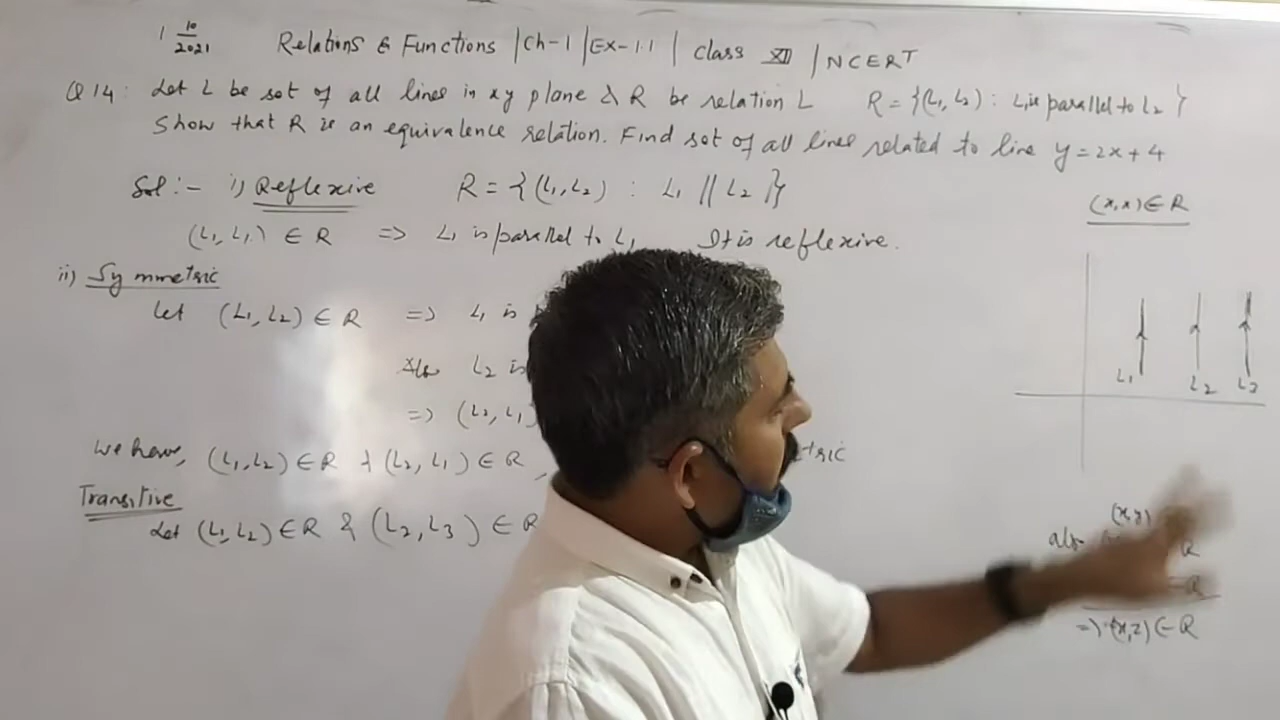 1 10/2021 Relations & Functions | Ch-1 | Ex-1.1 | Class XII | NCERT
Q 14: Let L be set of all lines in xy plane & R be relation L R = {(L₁, L₂) : L₁ is parallel to L₂}
Show that R is an equivalence relation. Find set of all lines related to line y = 2x + 4
Sol :- i) Reflexive R = {(L₁, L₂) : L₁ || L₂}
(L₁, L₁) ∈ R => L₁ is parallel to L₁ It is reflexive.
ii) Symmetric
Let (L₁, L₂) ∈ R => L₁ is
Also L₂ is
=> (L₂, L₁)
We have, (L₁, L₂) ∈ R & (L₂, L₁) ∈ R,
Transitive
Let (L₁, L₂) ∈ R & (L₂, L₃) ∈ R
(x, x) ∈ R
L₁ L₂ L₃
(x, y)
also R
R
=> (x, z) ∈ R